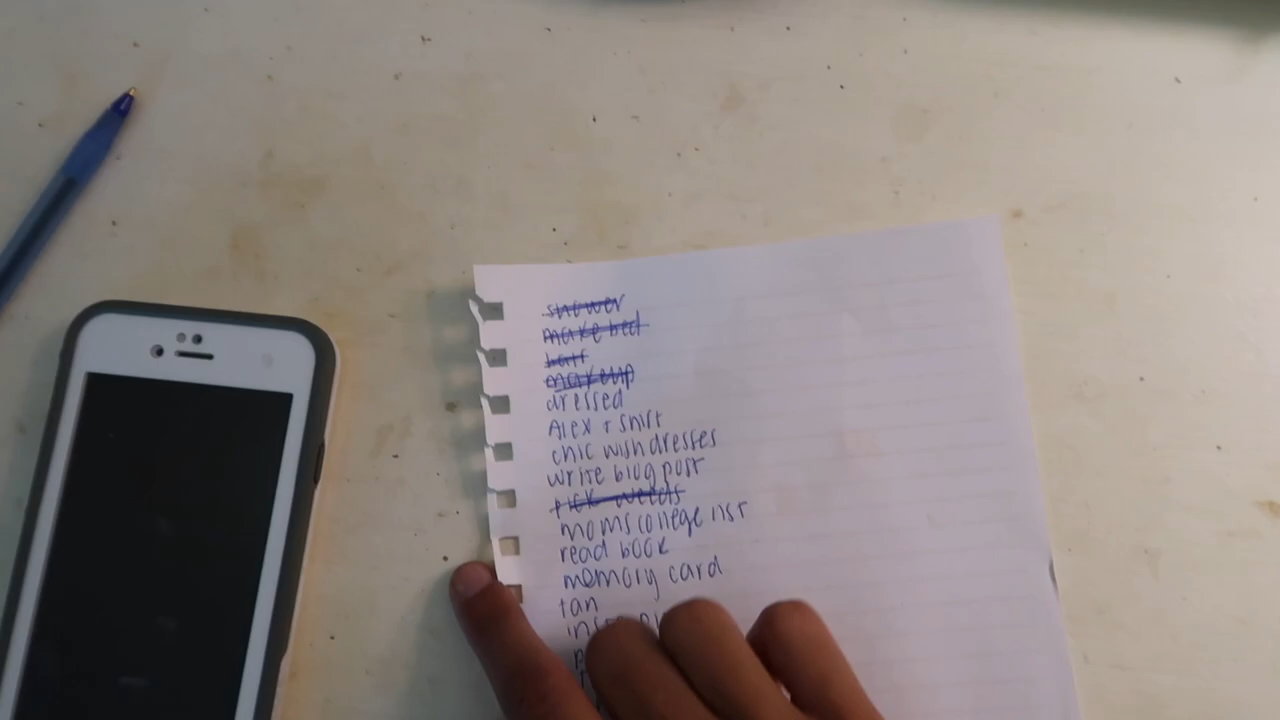 shower
make bed
hair
makeup
dressed
Alex + shirt
chic wish dresses
write blog post
pick weeds
moms college list
read book
memory card
tan